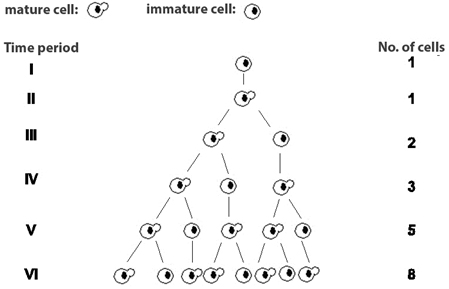 mature cell: immature cell:
Time period No. of cells
I 1
II 1
III 2
IV 3
V 5
VI 8